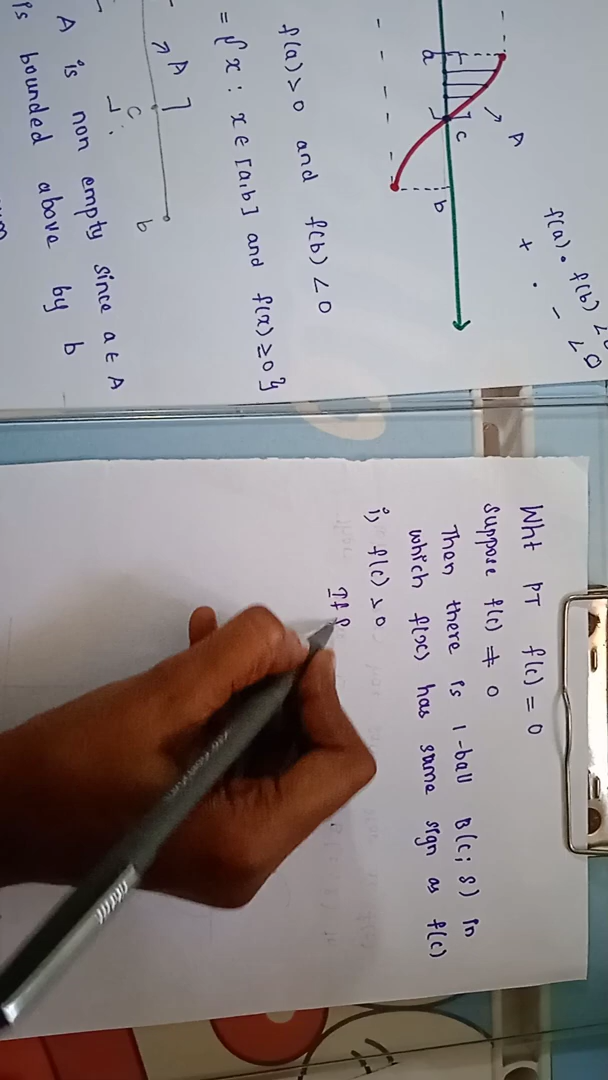 f(a) · f(b) <
+ · - < 0
A
a
c
b
f(a) > 0 and f(b) < 0
= { x : x ∈ [a,b] and f(x) ≥ 0 }
A
c
b
A is non empty since a ∈ A
is bounded above by b
Wht PT f(c) = 0
Suppose f(c) ≠ 0
Then there is 1-ball B(c; δ) in
which f(x) has same sign as f(c)
i, f(c) > 0
If f